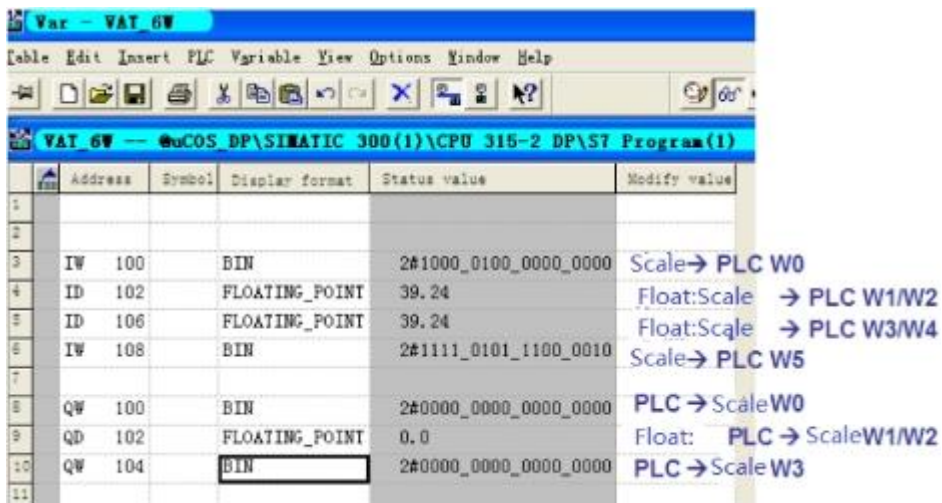 Var - VAT_6W
Table Edit Insert PLC Variable View Options Window Help
VAT_6W -- @uCOS_DP\SIMATIC 300(1)\CPU 315-2 DP\S7 Program(1)
Address Symbol Display format Status value Modify value
1
2
3 IW 100 BIN 2#1000_0100_0000_0000 Scale→ PLC W0
4 ID 102 FLOATING_POINT 39.24 Float:Scale → PLC W1/W2
5 ID 106 FLOATING_POINT 39.24 Float:Scale → PLC W3/W4
6 IW 108 BIN 2#1111_0101_1100_0010 Scale→ PLC W5
7
8 QW 100 BIN 2#0000_0000_0000_0000 PLC → Scale W0
9 QD 102 FLOATING_POINT 0.0 Float: PLC → ScaleW1/W2
10 QW 104 BIN 2#0000_0000_0000_0000 PLC → Scale W3
11